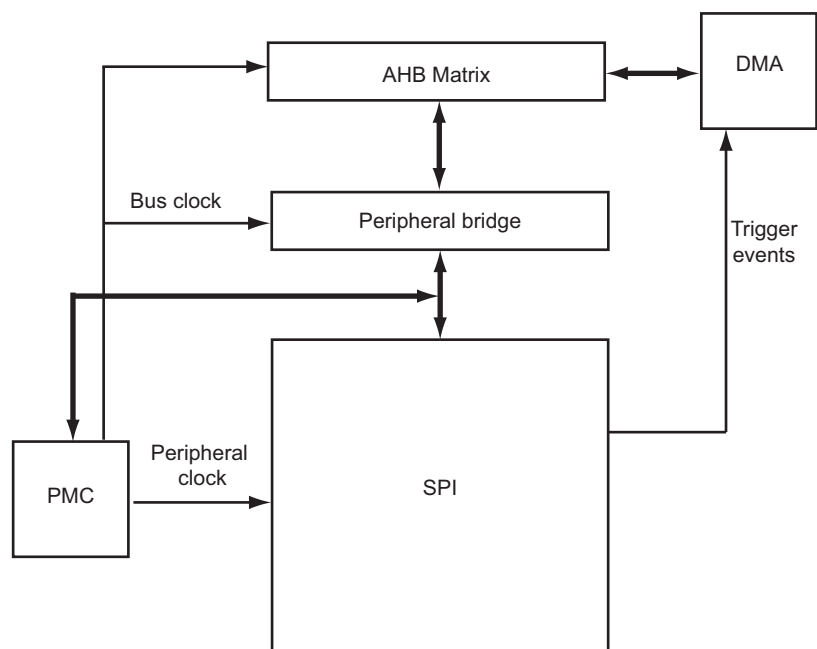 AHB Matrix
DMA
Bus clock
Peripheral bridge
Trigger
events
Peripheral
clock
PMC
SPI